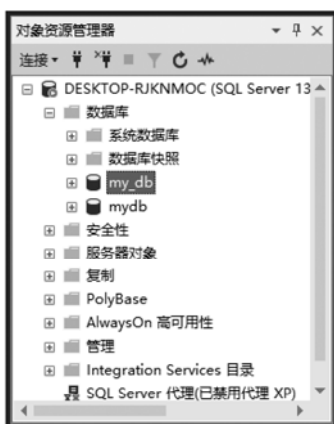 对象资源管理器
连接
DESKTOP-RJKNMOC (SQL Server 13
数据库
系统数据库
数据库快照
my_db
mydb
安全性
服务器对象
复制
PolyBase
AlwaysOn 高可用性
管理
Integration Services 目录
SQL Server 代理(已禁用代理 XP)